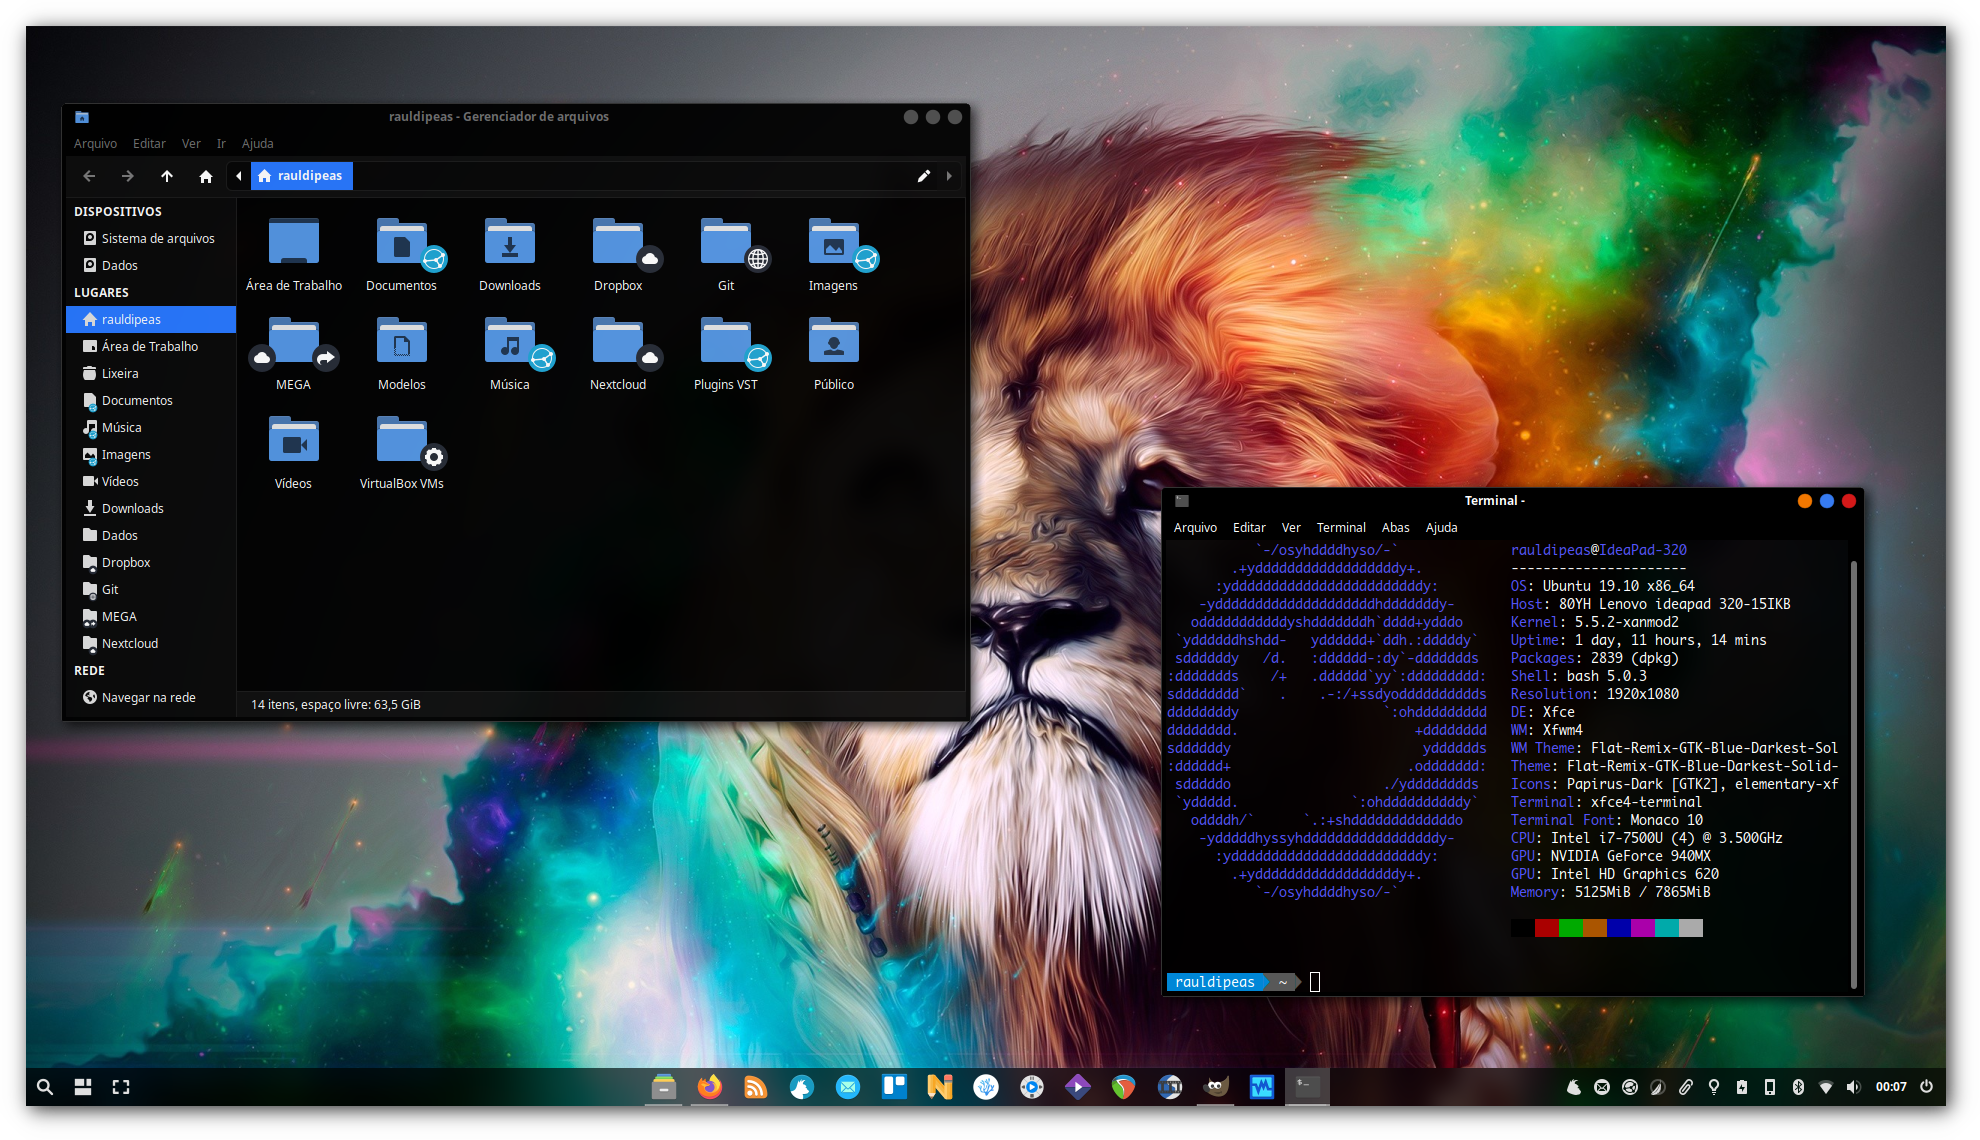 rauldipeas - Gerenciador de arquivos
Arquivo Editar Ver Ir Ajuda
rauldipeas
DISPOSITIVOS
Sistema de arquivos
Dados
LUGARES
rauldipeas
Área de Trabalho
Lixeira
Documentos
Música
Imagens
Vídeos
Downloads
Dados
Dropbox
Git
MEGA
Nextcloud
REDE
Navegar na rede
Área de Trabalho Documentos Downloads Dropbox Git Imagens
MEGA Modelos Música Nextcloud Plugins VST Público
Vídeos VirtualBox VMs
14 itens, espaço livre: 63,5 GiB
Terminal -
Arquivo Editar Ver Terminal Abas Ajuda
rauldipeas@IdeaPad-320
----------------------
OS: Ubuntu 19.10 x86_64
Host: 80YH Lenovo ideapad 320-15IKB
Kernel: 5.5.2-xanmod2
Uptime: 1 day, 11 hours, 14 mins
Packages: 2839 (dpkg)
Shell: bash 5.0.3
Resolution: 1920x1080
DE: Xfce
WM: Xfwm4
WM Theme: Flat-Remix-GTK-Blue-Darkest-Sol
Theme: Flat-Remix-GTK-Blue-Darkest-Solid-
Icons: Papirus-Dark [GTK2], elementary-xf
Terminal: xfce4-terminal
Terminal Font: Monaco 10
CPU: Intel i7-7500U (4) @ 3.500GHz
GPU: NVIDIA GeForce 940MX
GPU: Intel HD Graphics 620
Memory: 5125MiB / 7865MiB
rauldipeas ~
00:07